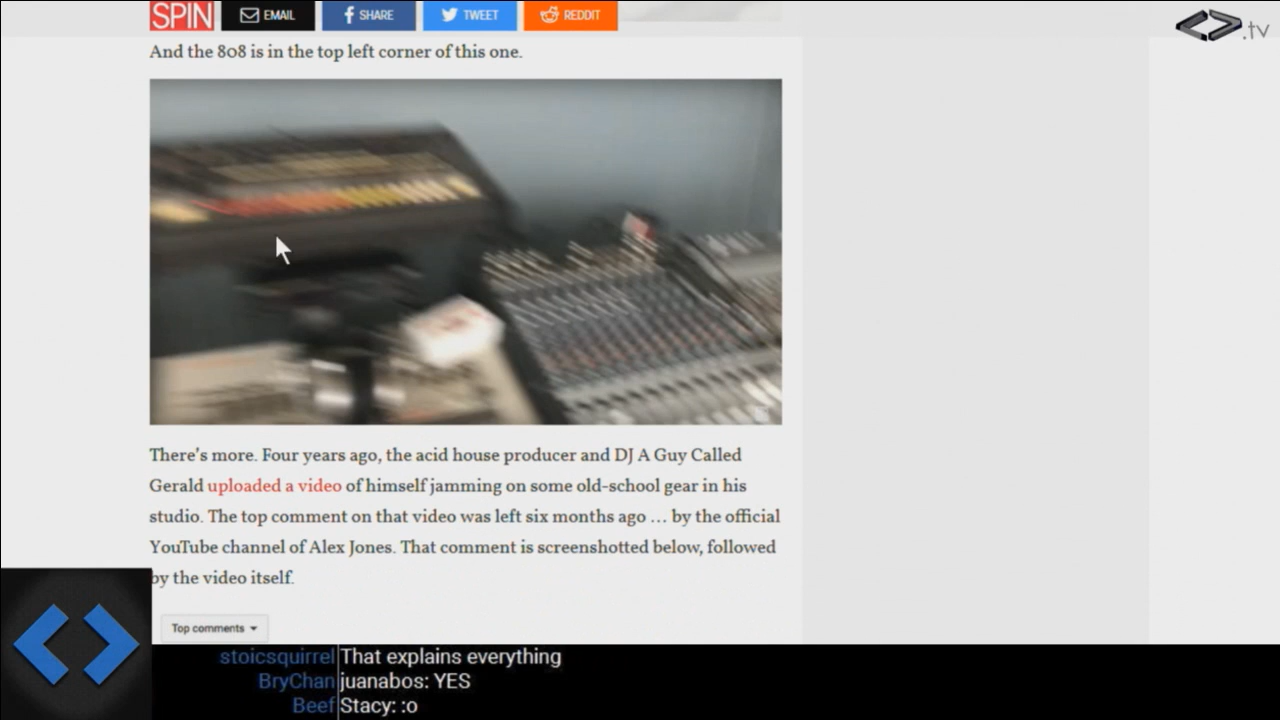 SPIN EMAIL SHARE TWEET REDDIT
.tv
And the 808 is in the top left corner of this one.
There's more. Four years ago, the acid house producer and DJ A Guy Called
Gerald uploaded a video of himself jamming on some old-school gear in his
studio. The top comment on that video was left six months ago … by the official
YouTube channel of Alex Jones. That comment is screenshotted below, followed
by the video itself.
Top comments
stoicsquirrel That explains everything
BryChan juanabos: YES
Beef Stacy: :o